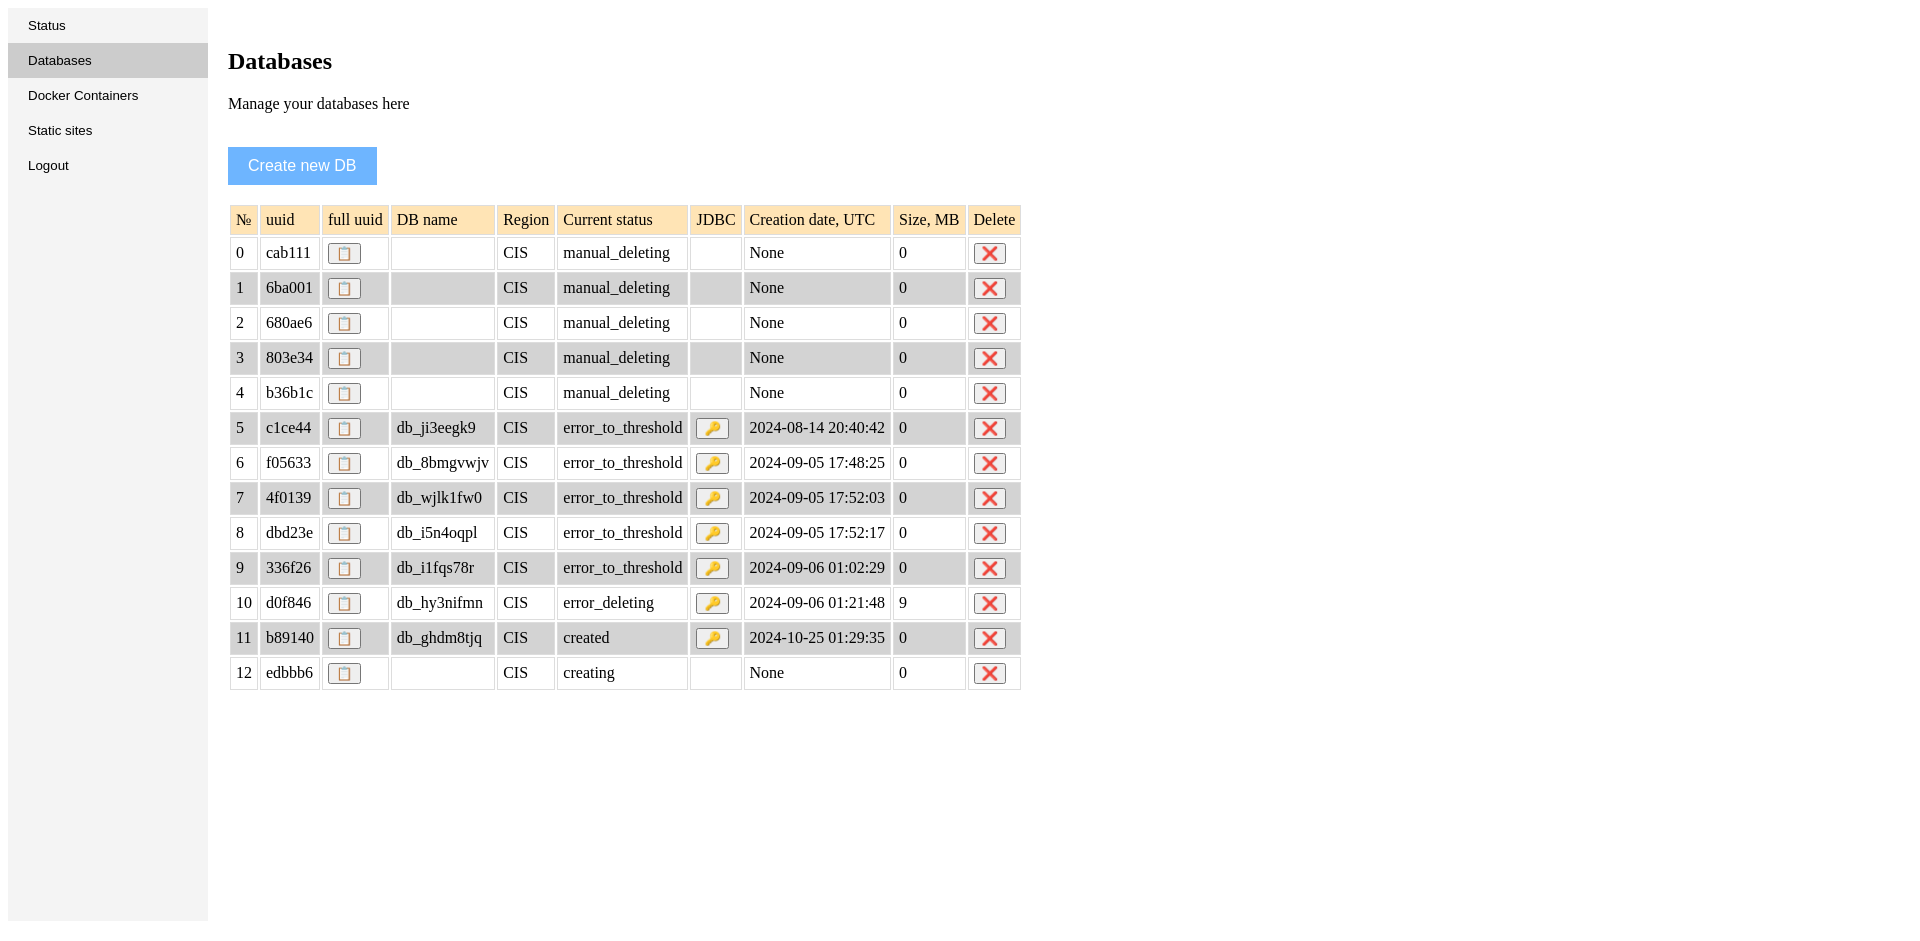 Status
Databases
Docker Containers
Static sites
Logout
Databases
Manage your databases here
Create new DB
№ uuid full uuid DB name Region Current status JDBC Creation date, UTC Size, MB Delete
0 cab111 CIS manual_deleting None 0
1 6ba001 CIS manual_deleting None 0
2 680ae6 CIS manual_deleting None 0
3 803e34 CIS manual_deleting None 0
4 b36b1c CIS manual_deleting None 0
5 c1ce44 db_ji3eegk9 CIS error_to_threshold 2024-08-14 20:40:42 0
6 f05633 db_8bmgvwjv CIS error_to_threshold 2024-09-05 17:48:25 0
7 4f0139 db_wjlk1fw0 CIS error_to_threshold 2024-09-05 17:52:03 0
8 dbd23e db_i5n4oqpl CIS error_to_threshold 2024-09-05 17:52:17 0
9 336f26 db_i1fqs78r CIS error_to_threshold 2024-09-06 01:02:29 0
10 d0f846 db_hy3nifmn CIS error_deleting 2024-09-06 01:21:48 9
11 b89140 db_ghdm8tjq CIS created 2024-10-25 01:29:35 0
12 edbbb6 CIS creating None 0